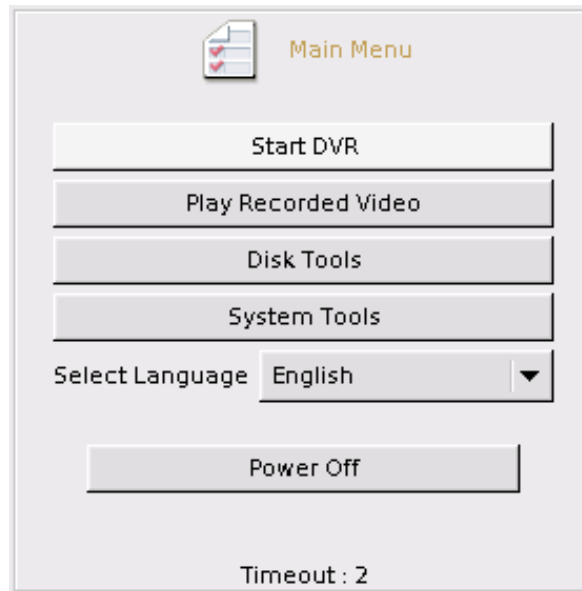 Main Menu
Start DVR
Play Recorded Video
Disk Tools
System Tools
Select Language English
Power Off
Timeout : 2